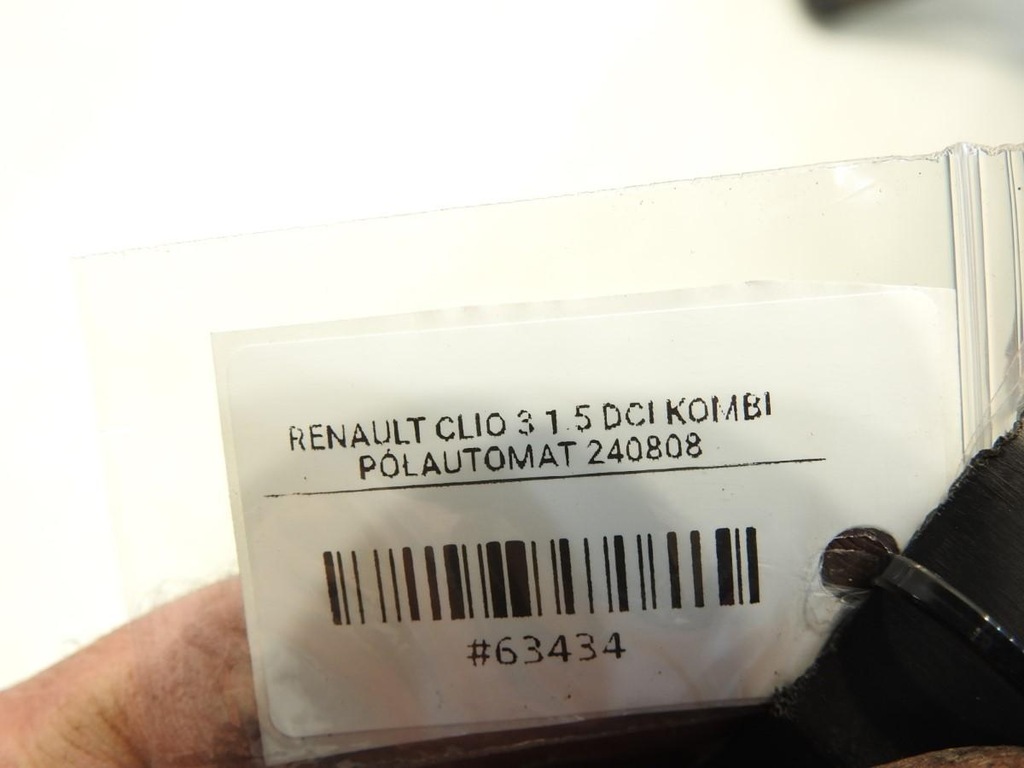 RENAULT CLIO 3 1.5 DCI KOMBI
PÓŁAUTOMAT 240808
#63434